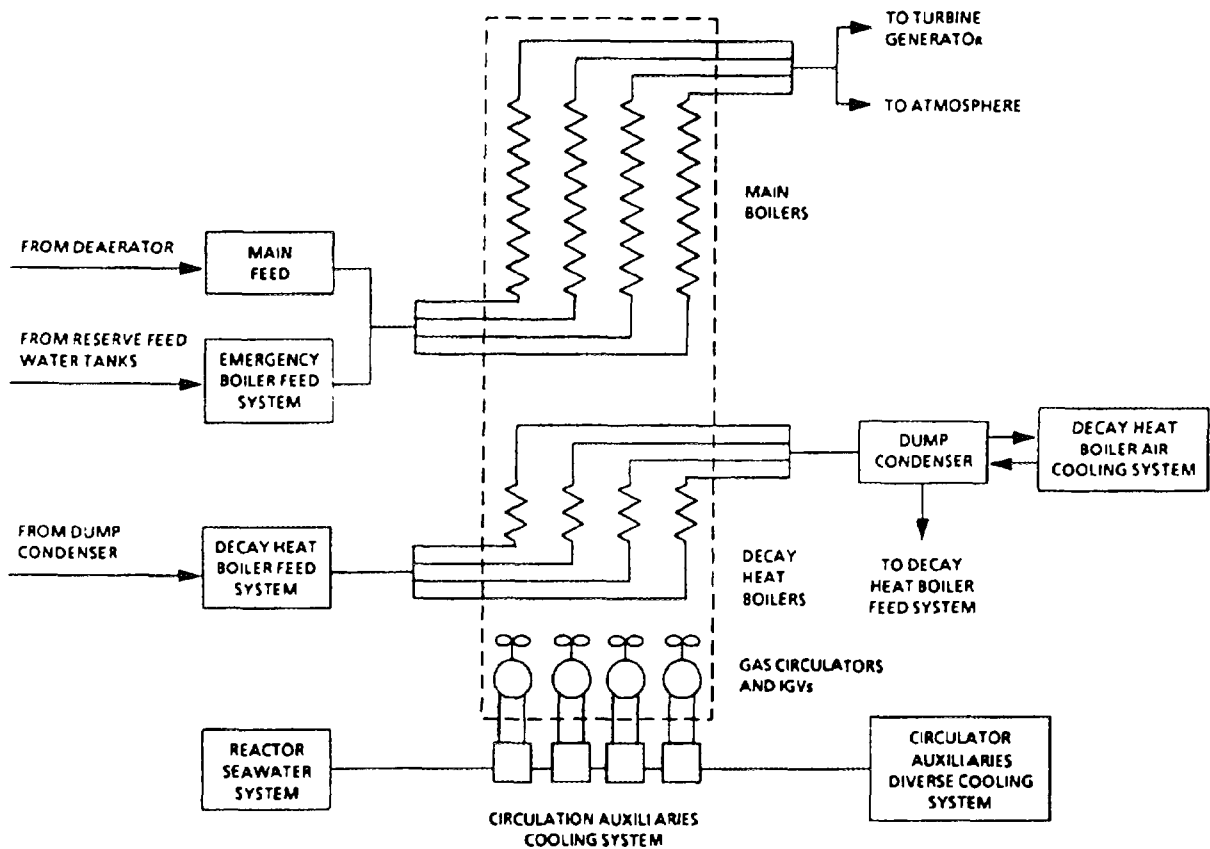 TO TURBINE
GENERATOR
TO ATMOSPHERE
MAIN
BOILERS
FROM DEAERATOR
MAIN
FEED
FROM RESERVE FEED
WATER TANKS
EMERGENCY
BOILER FEED
SYSTEM
DUMP
CONDENSER
DECAY HEAT
BOILER AIR
COOLING SYSTEM
FROM DUMP
CONDENSER
DECAY HEAT
BOILER FEED
SYSTEM
DECAY
HEAT
BOILERS
TO DECAY
HEAT BOILER
FEED SYSTEM
GAS CIRCULATORS
AND IGVs
REACTOR
SEAWATER
SYSTEM
CIRCULATOR
AUXILIARIES
DIVERSE COOLING
SYSTEM
CIRCULATION AUXILIARIES
COOLING SYSTEM